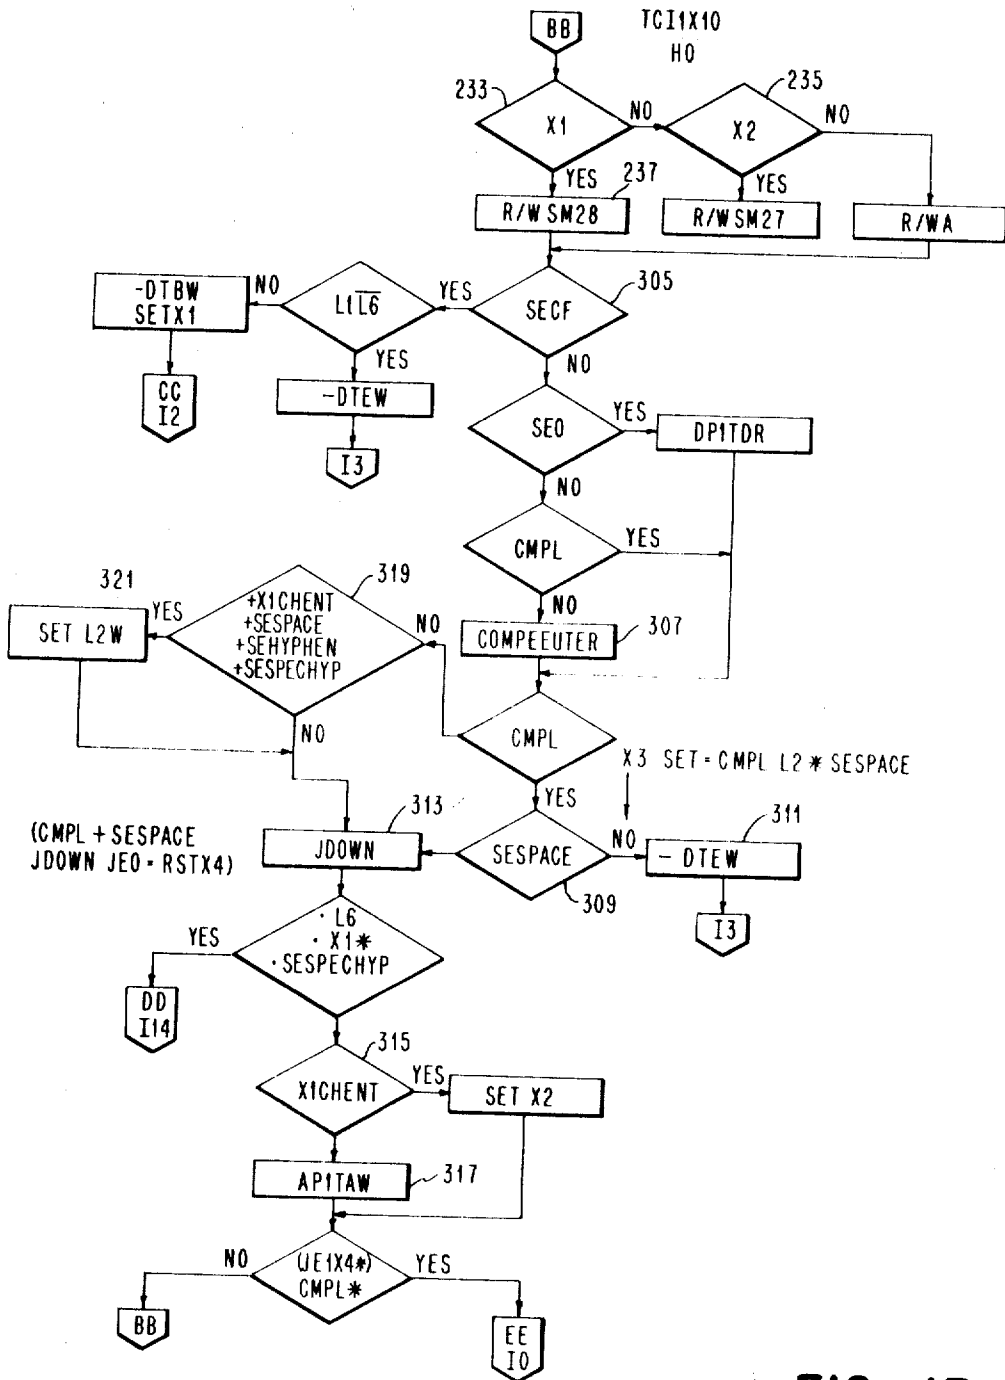 BB
TCI1X10
H0
233
235
X1
NO
X2
NO
YES
237
YES
R/WSM28
R/WSM27
R/WA
305
-DTBW
SETX1
NO
L1L̅6̅
YES
SECF
YES
NO
CC
I2
-DTEW
I3
SE0
YES
DP1TDR
NO
CMPL
YES
NO
321
319
SET L2W
YES
+X1CHENT
+SESPACE
+SEHYPHEN
+SESPECHYP
NO
COMPEEUTER
307
NO
CMPL
X3 SET = CMPL L2* SESPACE
YES
(CMPL + SESPACE
JDOWN JE0 = RSTX4)
313
JDOWN
SESPACE
NO
311
- DTEW
309
I3
YES
· L6
· X1*
· SESPECHYP
DD
I14
315
X1CHENT
YES
SET X2
AP1TAW
317
NO
(JE1X4*)
CMPL*
YES
BB
EE
I0